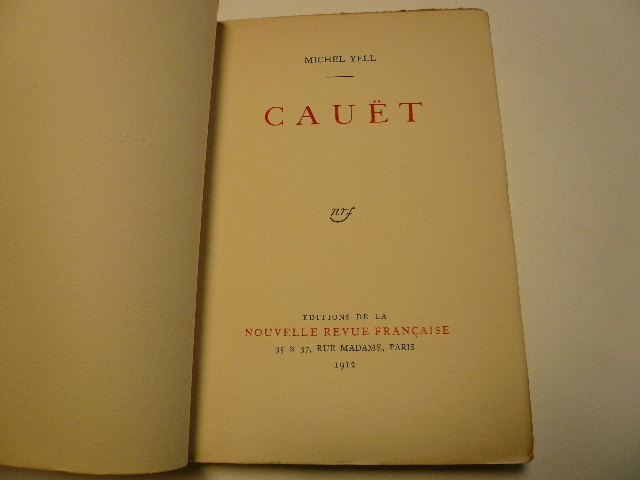 MICHEL YELL
CAUËT
nrf
EDITIONS DE LA
NOUVELLE REVUE FRANÇAISE
35 & 37, RUE MADAME, PARIS
1912